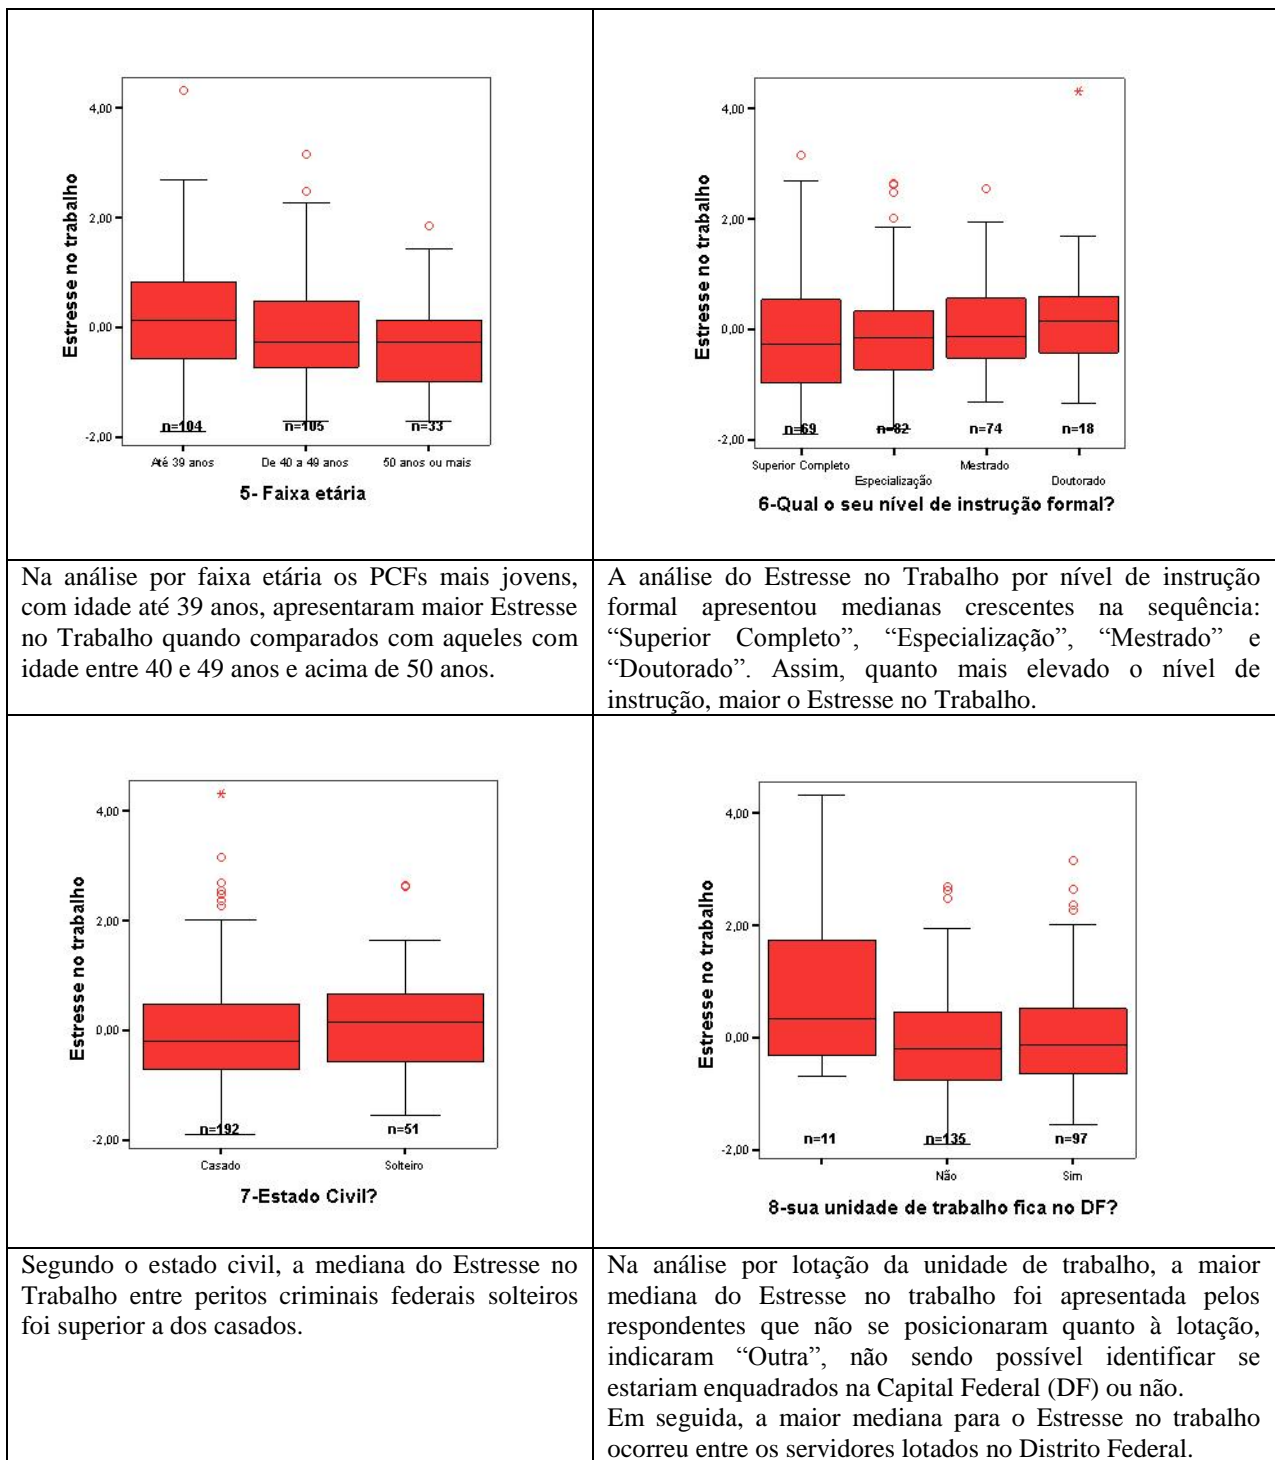 4,00
2,00
0,00
-2,00
Estresse no trabalho
n=104
n=105
n=33
Até 39 anos
De 40 a 49 anos
50 anos ou mais
5- Faixa etária
4,00
2,00
0,00
-2,00
Estresse no trabalho
n=69
n=82
n=74
n=18
Superior Completo
Especialização
Mestrado
Doutorado
6-Qual o seu nível de instrução formal?
Na análise por faixa etária os PCFs mais jovens,
com idade até 39 anos, apresentaram maior Estresse
no Trabalho quando comparados com aqueles com
idade entre 40 e 49 anos e acima de 50 anos.
A análise do Estresse no Trabalho por nível de instrução
formal apresentou medianas crescentes na sequência:
“Superior Completo”, “Especialização”, “Mestrado” e
“Doutorado”. Assim, quanto mais elevado o nível de
instrução, maior o Estresse no Trabalho.
4,00
2,00
0,00
-2,00
Estresse no trabalho
n=192
n=51
Casado
Solteiro
7-Estado Civil?
4,00
2,00
0,00
-2,00
Estresse no trabalho
n=11
n=135
n=97
Não
Sim
8-sua unidade de trabalho fica no DF?
Segundo o estado civil, a mediana do Estresse no
Trabalho entre peritos criminais federais solteiros
foi superior a dos casados.
Na análise por lotação da unidade de trabalho, a maior
mediana do Estresse no trabalho foi apresentada pelos
respondentes que não se posicionaram quanto à lotação,
indicaram “Outra”, não sendo possível identificar se
estariam enquadrados na Capital Federal (DF) ou não.
Em seguida, a maior mediana para o Estresse no trabalho
ocorreu entre os servidores lotados no Distrito Federal.